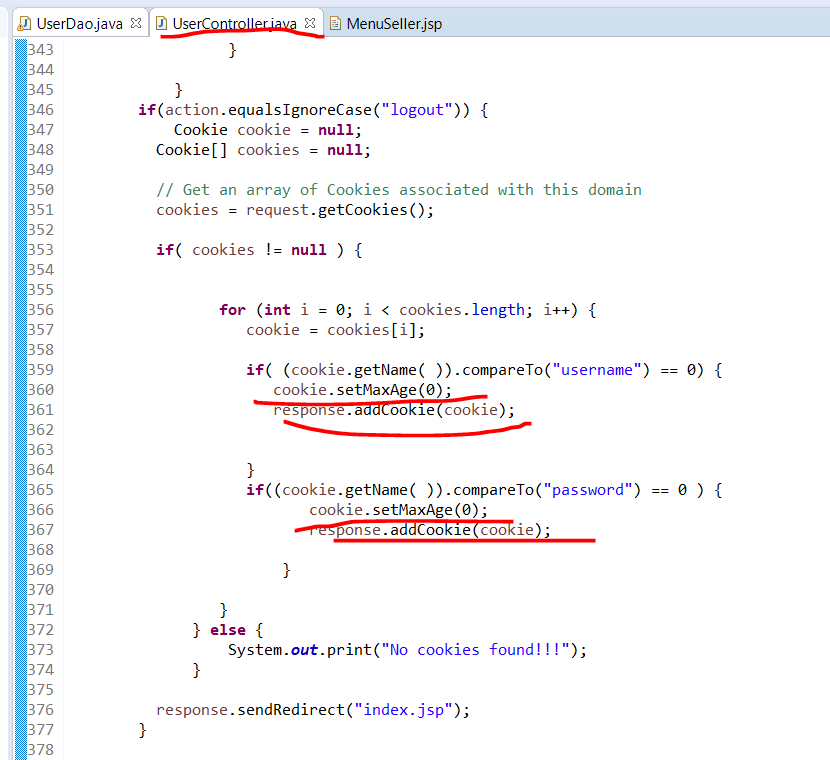 UserDao.java
UserController.java
MenuSeller.jsp
343 }
344
345 }
346 if(action.equalsIgnoreCase("logout")) {
347 Cookie cookie = null;
348 Cookie[] cookies = null;
349
350 // Get an array of Cookies associated with this domain
351 cookies = request.getCookies();
352
353 if( cookies != null ) {
354
355
356 for (int i = 0; i < cookies.length; i++) {
357 cookie = cookies[i];
358
359 if( (cookie.getName( )).compareTo("username") == 0) {
360 cookie.setMaxAge(0);
361 response.addCookie(cookie);
362
363
364 }
365 if((cookie.getName( )).compareTo("password") == 0 ) {
366 cookie.setMaxAge(0);
367 response.addCookie(cookie);
368
369 }
370
371 }
372 } else {
373 System.out.print("No cookies found!!!");
374 }
375
376 response.sendRedirect("index.jsp");
377 }
378